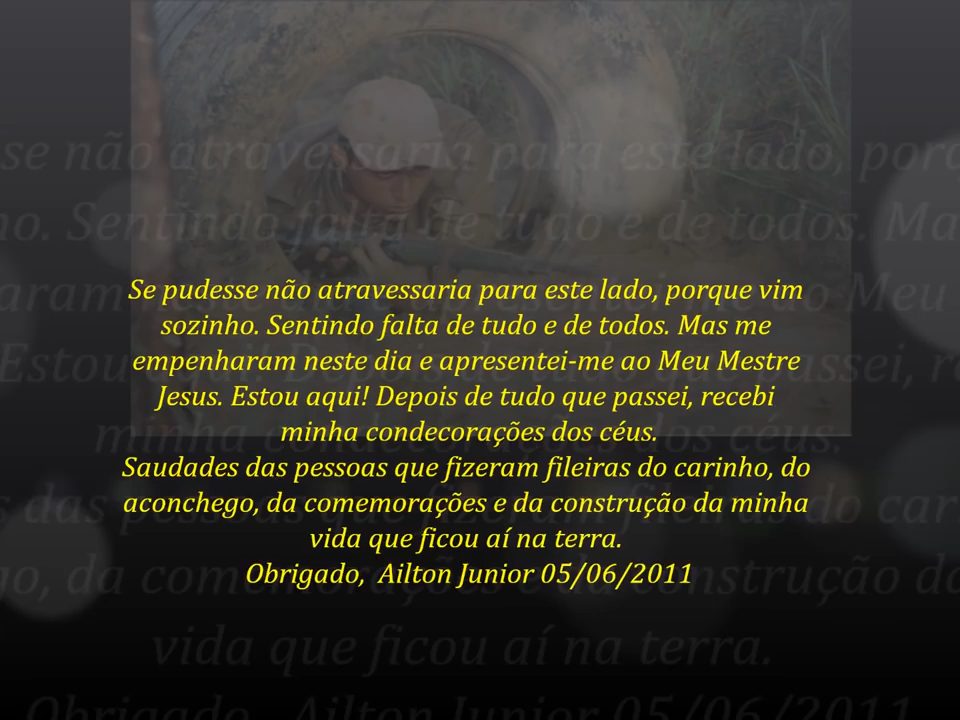 Se pudesse não atravessaria para este lado, porque vim
sozinho. Sentindo falta de tudo e de todos. Mas me
empenharam neste dia e apresentei-me ao Meu Mestre
Jesus. Estou aqui! Depois de tudo que passei, recebi
minha condecorações dos céus.
Saudades das pessoas que fizeram fileiras do carinho, do
aconchego, da comemorações e da construção da minha
vida que ficou aí na terra.
Obrigado,  Ailton Junior 05/06/2011